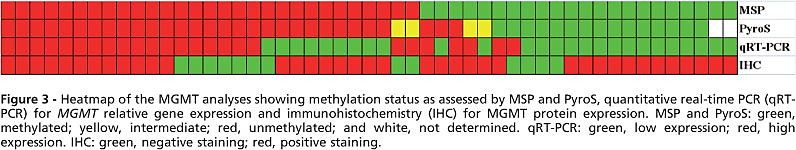 MSP
PyroS
qRT-PCR
IHC
Figure 3 - Heatmap of the MGMT analyses showing methylation status as assessed by MSP and PyroS, quantitative real-time PCR (qRT-
PCR) for MGMT relative gene expression and immunohistochemistry (IHC) for MGMT protein expression. MSP and PyroS: green,
methylated; yellow, intermediate; red, unmethylated; and white, not determined. qRT-PCR: green, low expression; red, high
expression. IHC: green, negative staining; red, positive staining.